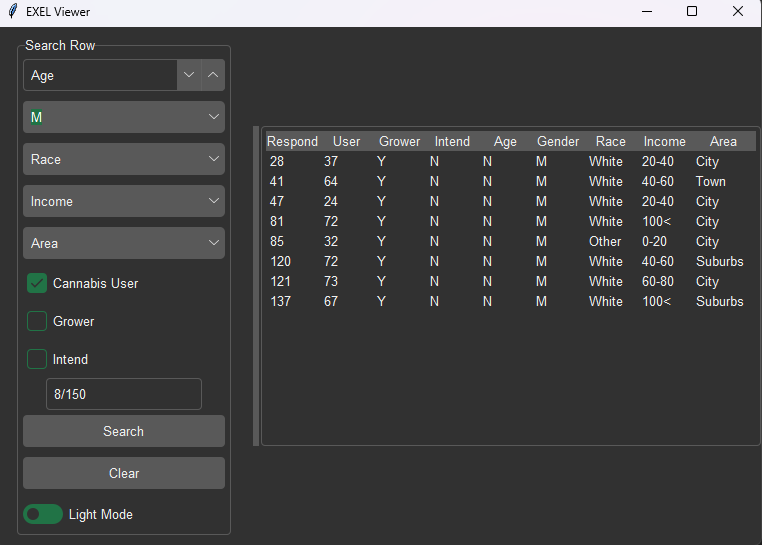 EXEL Viewer
Search Row
Age
M
Race
Income
Area
Cannabis User
Grower
Intend
8/150
Search
Clear
Light Mode
Respond User Grower Intend Age Gender Race Income Area
28 37 Y N N M White 20-40 City
41 64 Y N N M White 40-60 Town
47 24 Y N N M White 20-40 City
81 72 Y N N M White 100< City
85 32 Y N N M Other 0-20 City
120 72 Y N N M White 40-60 Suburbs
121 73 Y N N M White 60-80 City
137 67 Y N N M White 100< Suburbs